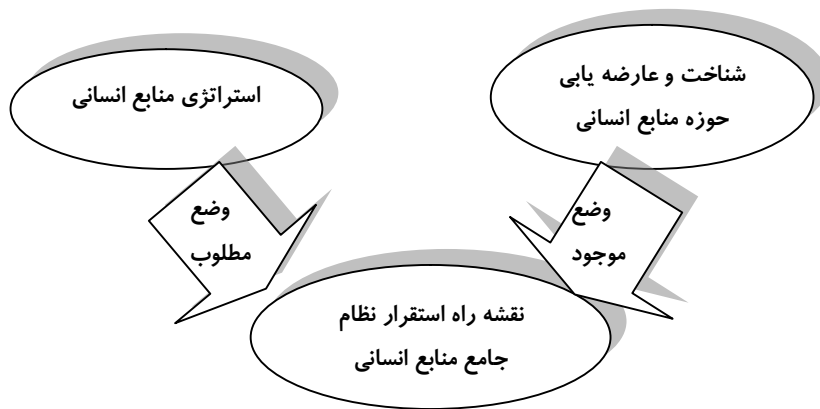 شناخت و عارضه یابی
حوزه منابع انسانی
استراتژی منابع انسانی
وضع
موجود
وضع
مطلوب
نقشه راه استقرار نظام
جامع منابع انسانی